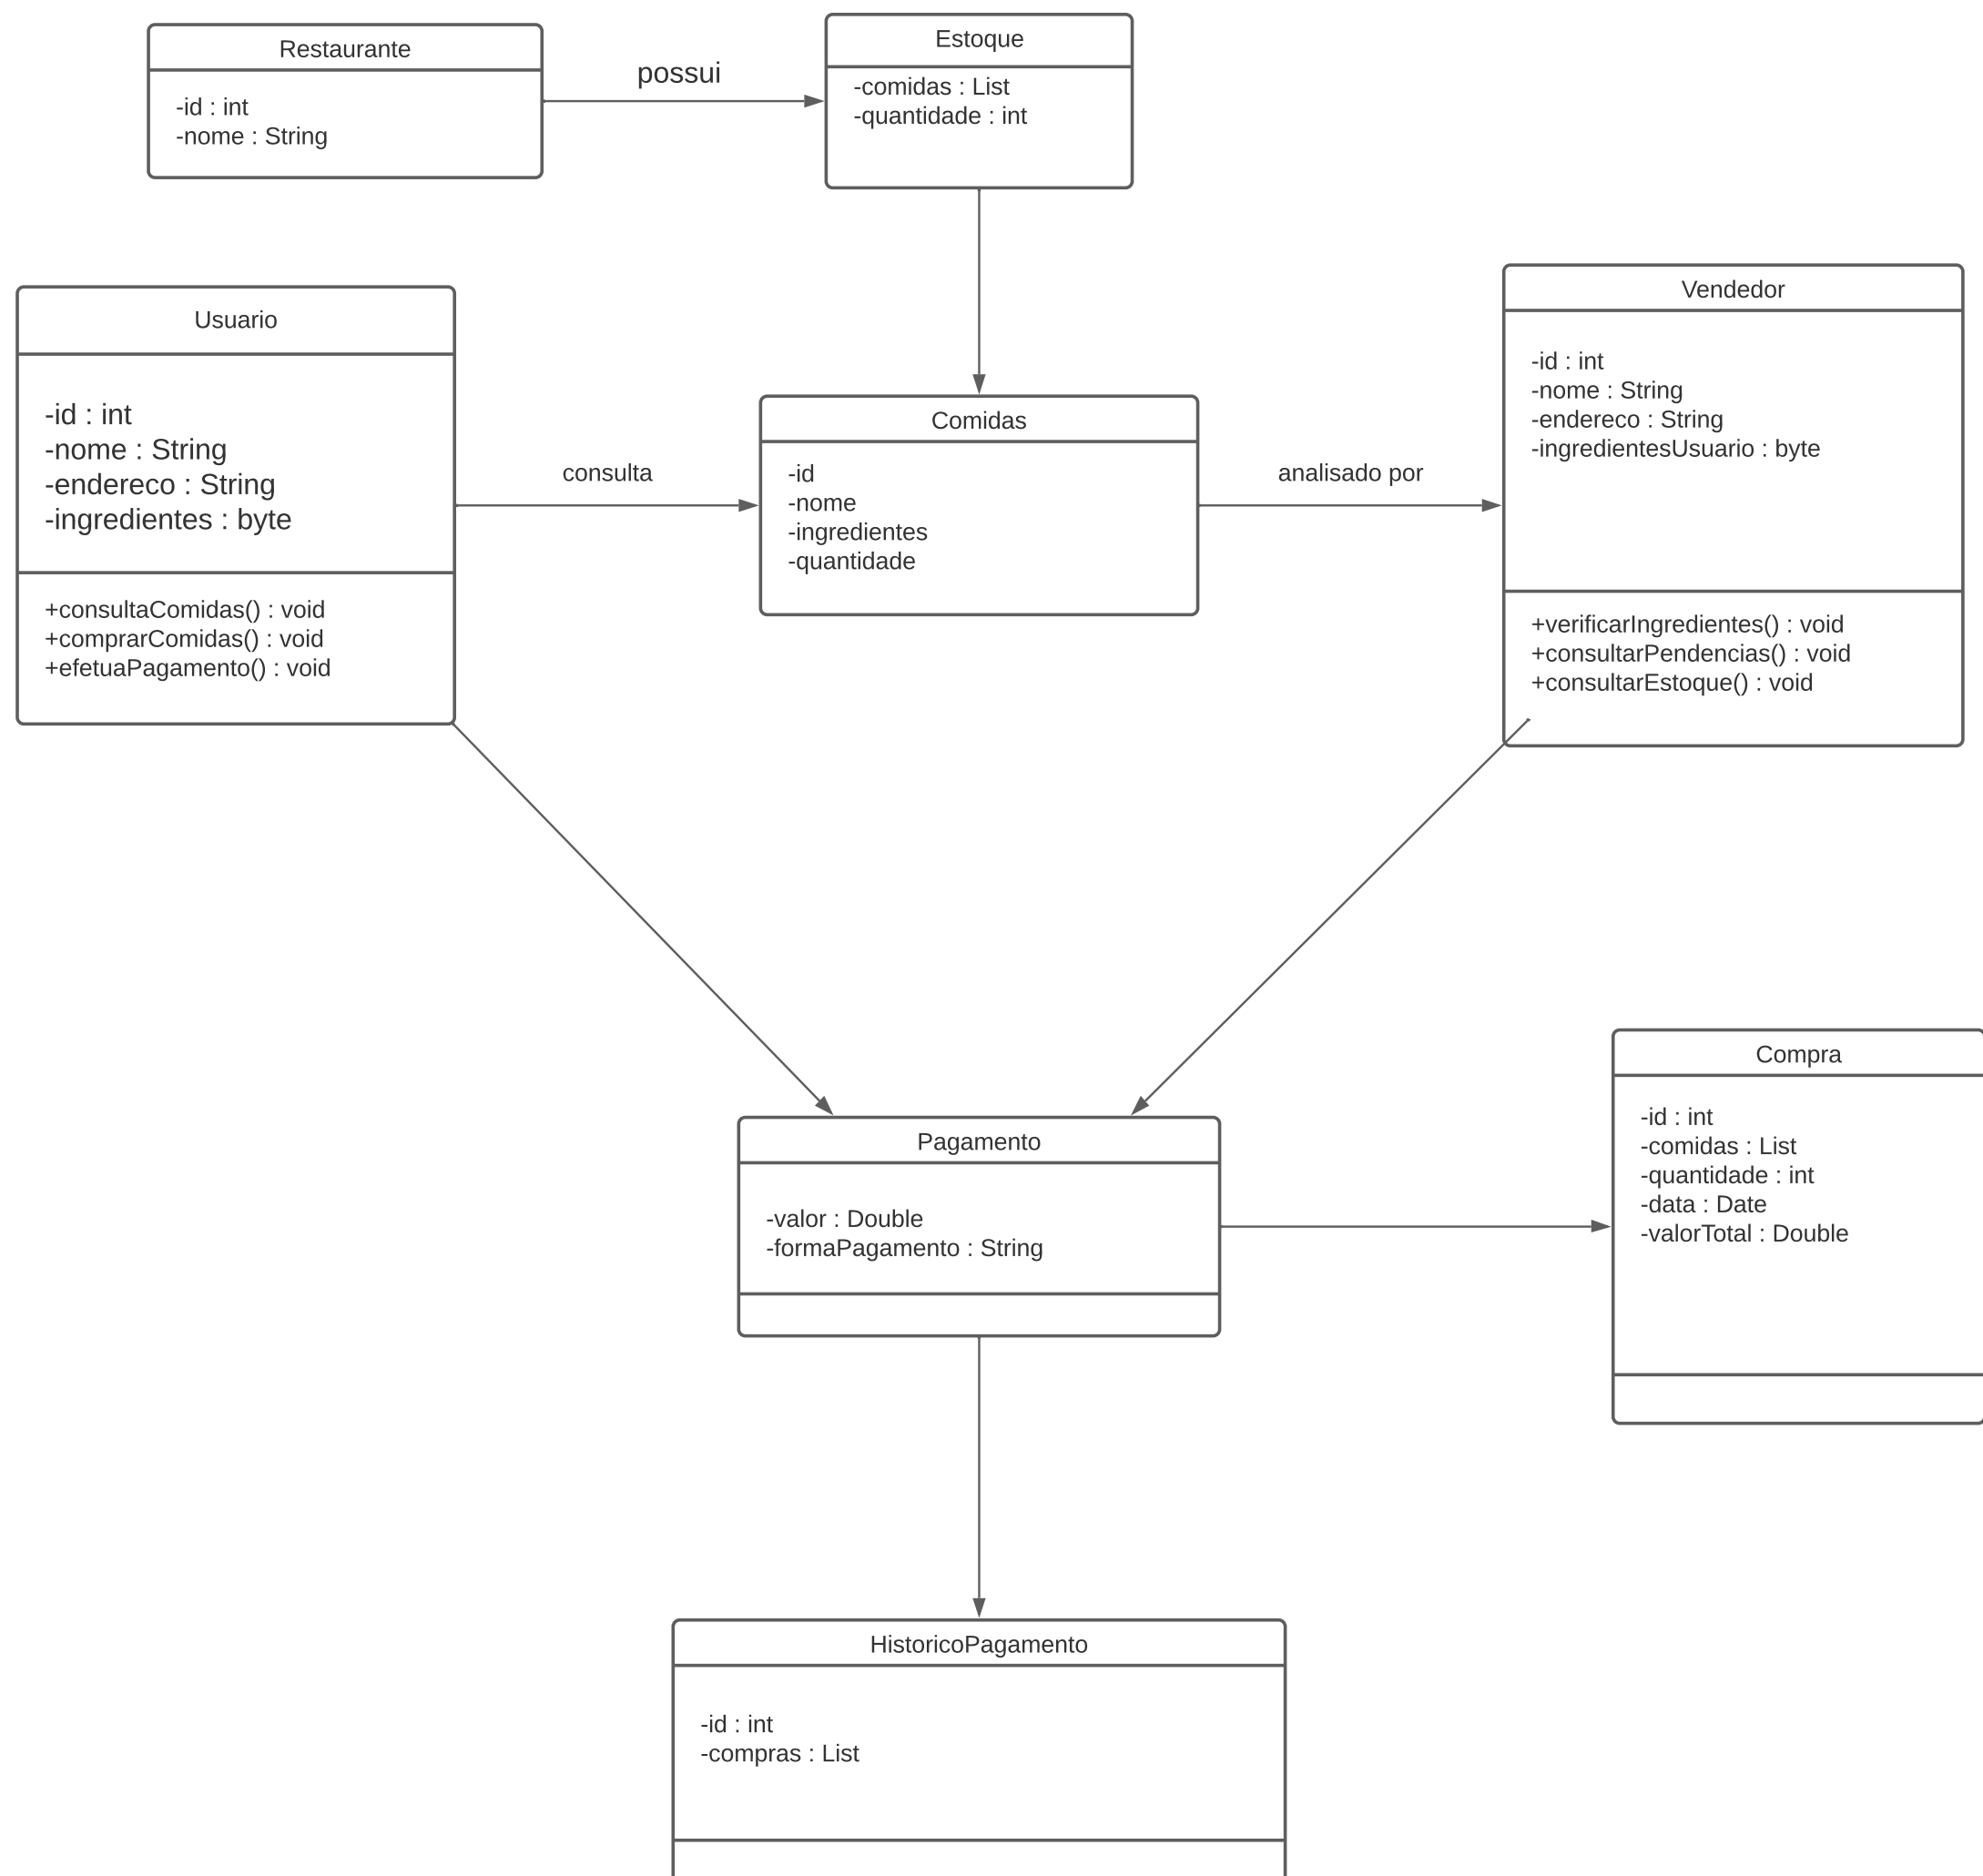 Restaurante
-id : int
-nome : String
possui
Estoque
-comidas : List
-quantidade : int
Usuario
-id : int
-nome : String
-endereco : String
-ingredientes : byte
+consultaComidas() : void
+comprarComidas() : void
+efetuaPagamento() : void
consulta
Comidas
-id
-nome
-ingredientes
-quantidade
analisado por
Vendedor
-id : int
-nome : String
-endereco : String
-ingredientesUsuario : byte
+verificarIngredientes() : void
+consultarPendencias() : void
+consultarEstoque() : void
Pagamento
-valor : Double
-formaPagamento : String
Compra
-id : int
-comidas : List
-quantidade : int
-data : Date
-valorTotal : Double
HistoricoPagamento
-id : int
-compras : List